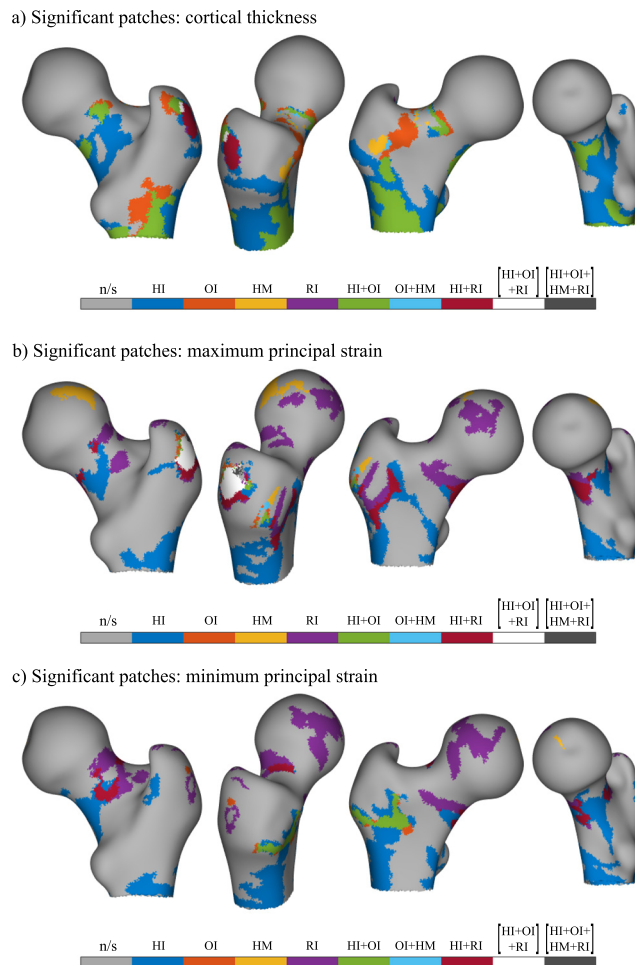 a) Significant patches: cortical thickness
n/s HI OI HM RI HI+OI OI+HM HI+RI [HI+OI +RI] [HI+OI+ HM+RI]
b) Significant patches: maximum principal strain
n/s HI OI HM RI HI+OI OI+HM HI+RI [HI+OI +RI] [HI+OI+ HM+RI]
c) Significant patches: minimum principal strain
n/s HI OI HM RI HI+OI OI+HM HI+RI [HI+OI +RI] [HI+OI+ HM+RI]